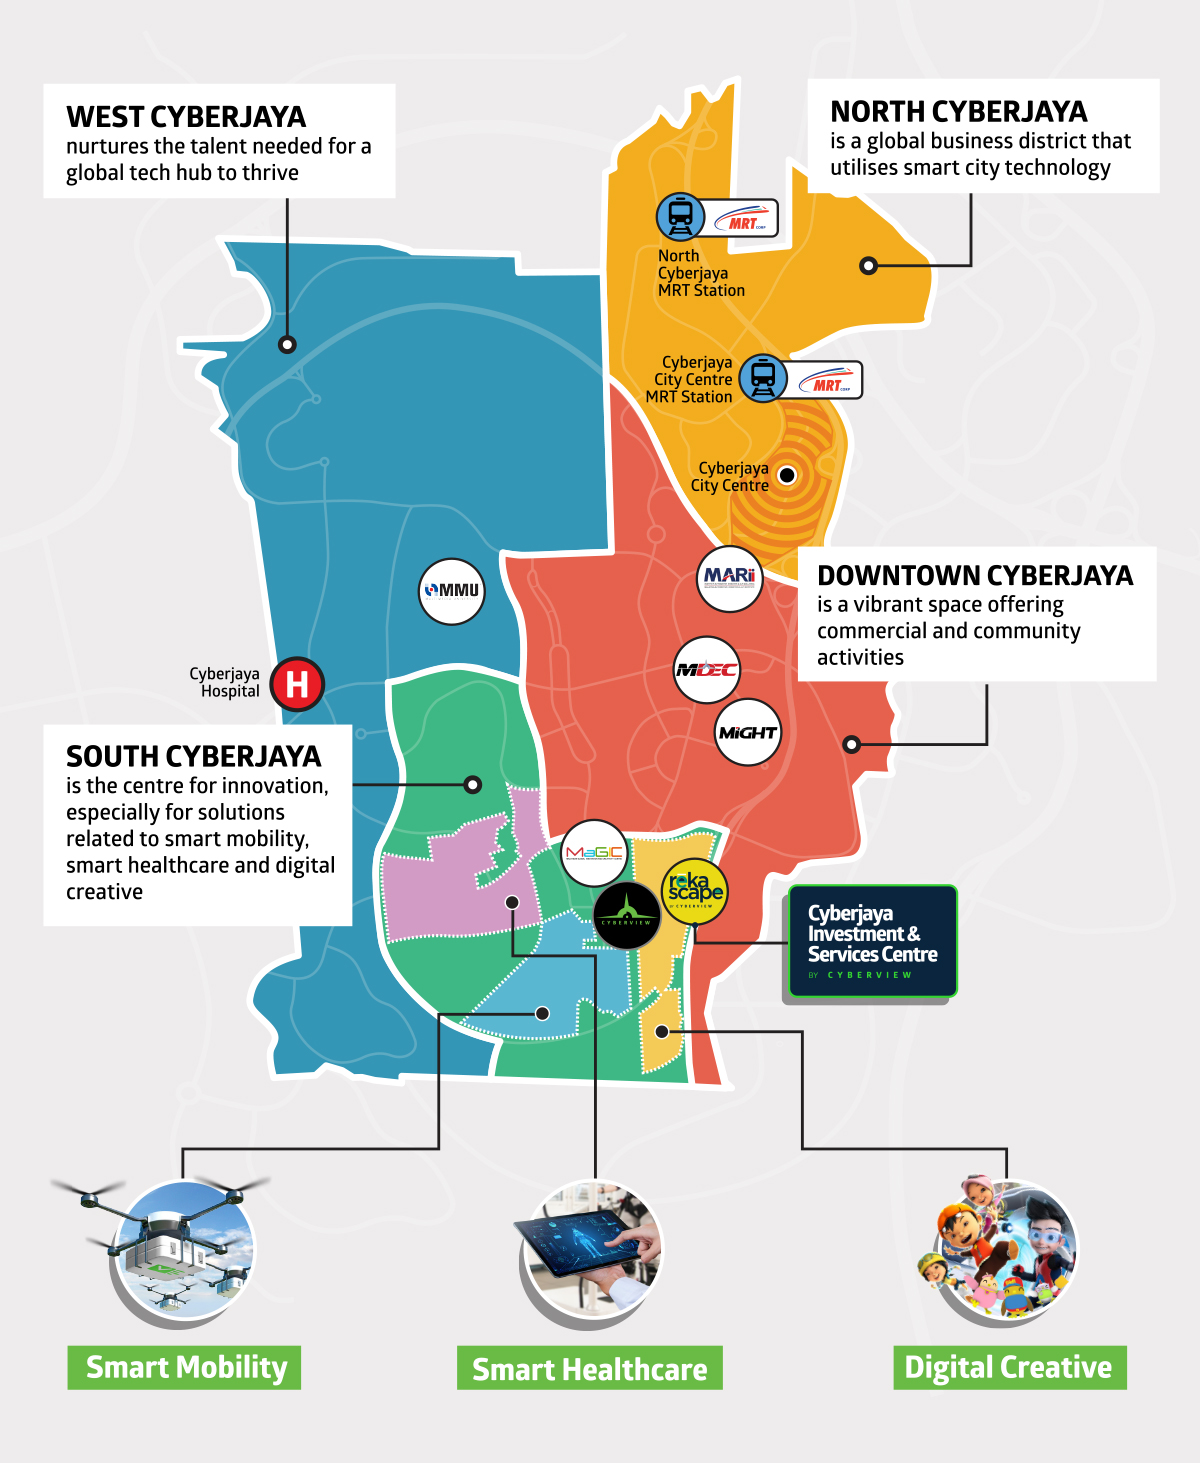 WEST CYBERJAYA
nurtures the talent needed for a
global tech hub to thrive
NORTH CYBERJAYA
is a global business district that
utilises smart city technology
MRT
CORP
North
Cyberjaya
MRT Station
Cyberjaya
City Centre
MRT Station
MRT
CORP
Cyberjaya
City Centre
MARii
DOWNTOWN CYBERJAYA
is a vibrant space offering
commercial and community
activities
MMU
MDEC
Cyberjaya
Hospital
H
MiGHT
SOUTH CYBERJAYA
is the centre for innovation,
especially for solutions
related to smart mobility,
smart healthcare and digital
creative
MaGIC
rēka
scape
BY CYBERVIEW
CYBERVIEW
Cyberjaya
Investment &
Services Centre
BY CYBERVIEW
Smart Mobility
Smart Healthcare
Digital Creative